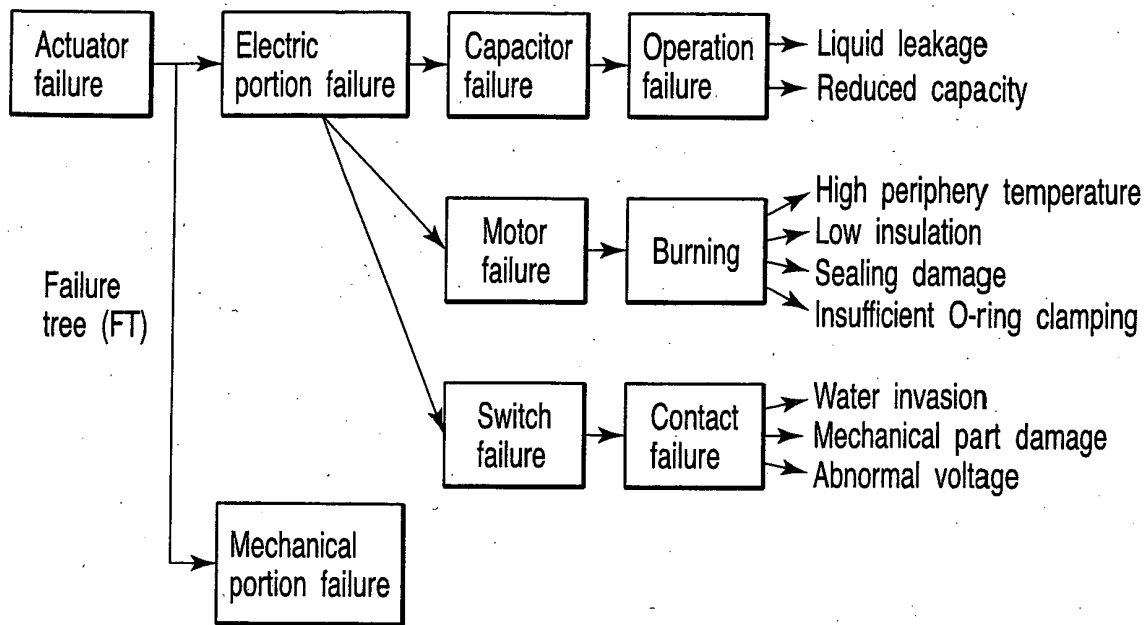 Actuator
failure
Electric
portion failure
Capacitor
failure
Operation
failure
Liquid leakage
Reduced capacity
Motor
failure
Burning
High periphery temperature
Low insulation
Sealing damage
Insufficient O-ring clamping
Failure
tree (FT)
Switch
failure
Contact
failure
Water invasion
Mechanical part damage
Abnormal voltage
Mechanical
portion failure